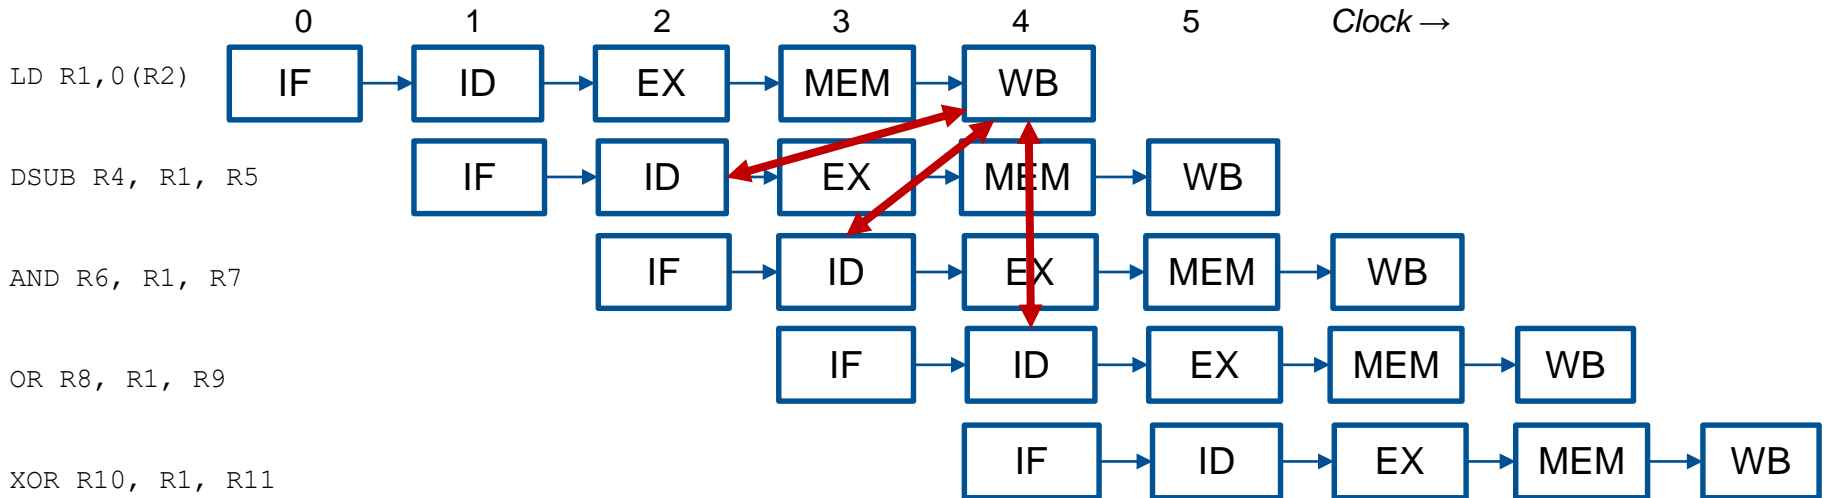 0 1 2 3 4 5 Clock →
LD R1,0(R2) IF ID EX MEM WB
DSUB R4, R1, R5 IF ID EX MEM WB
AND R6, R1, R7 IF ID EX MEM WB
OR R8, R1, R9 IF ID EX MEM WB
XOR R10, R1, R11 IF ID EX MEM WB